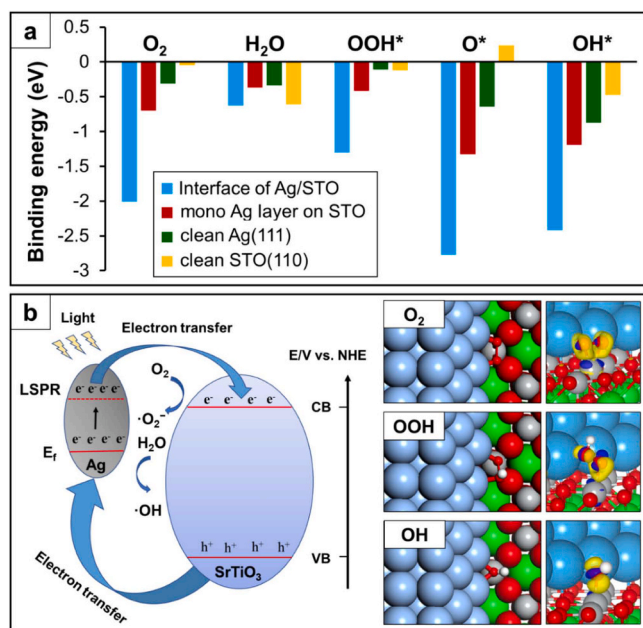 a
O₂ H₂O OOH* O* OH*
Binding energy (eV)
0.5
0
-0.5
-1
-1.5
-2
-2.5
-3
Interface of Ag/STO
mono Ag layer on STO
clean Ag(111)
clean STO(110)
b
Light
Electron transfer
E/V vs. NHE
LSPR
e⁻ e⁻ e⁻ e⁻
e⁻ e⁻ e⁻ e⁻
E_f
Ag
O₂
·O₂⁻
H₂O
·OH
e⁻ e⁻ e⁻ e⁻
CB
h⁺ h⁺ h⁺ h⁺
VB
SrTiO₃
Electron transfer
O₂
OOH
OH